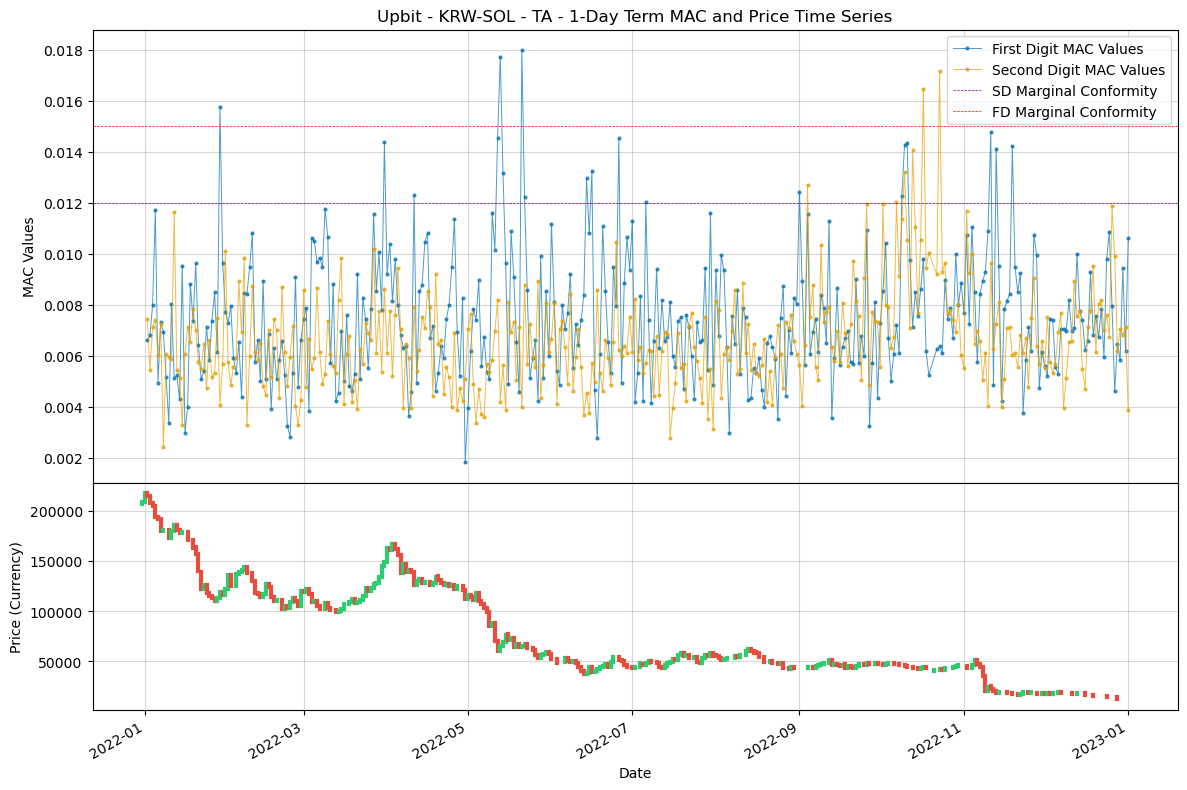 Upbit - KRW-SOL - TA - 1-Day Term MAC and Price Time Series
First Digit MAC Values
Second Digit MAC Values
SD Marginal Conformity
FD Marginal Conformity
MAC Values
0.018
0.016
0.014
0.012
0.010
0.008
0.006
0.004
0.002
Price (Currency)
200000
150000
100000
50000
2022-01
2022-03
2022-05
2022-07
2022-09
2022-11
2023-01
Date